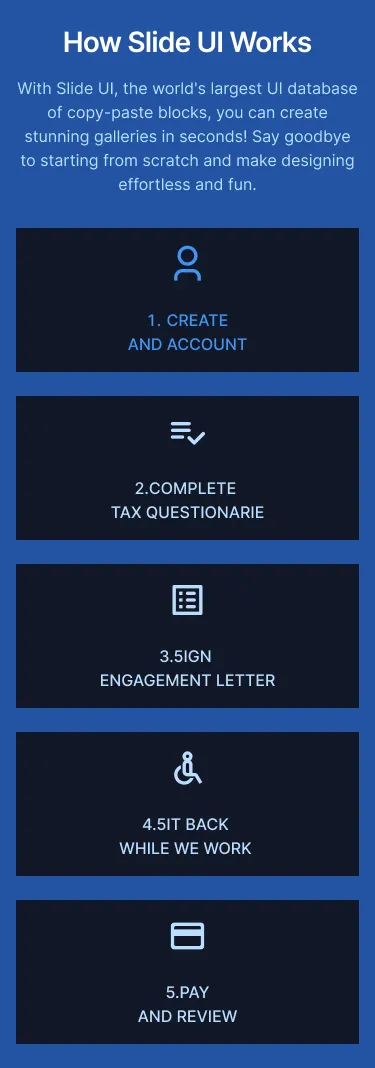 How Slide UI Works
With Slide UI, the world's largest UI database
of copy-paste blocks, you can create
stunning galleries in seconds! Say goodbye
to starting from scratch and make designing
effortless and fun.
1. CREATE
AND ACCOUNT
2.COMPLETE
TAX QUESTIONARIE
3.5IGN
ENGAGEMENT LETTER
4.5IT BACK
WHILE WE WORK
5.PAY
AND REVIEW